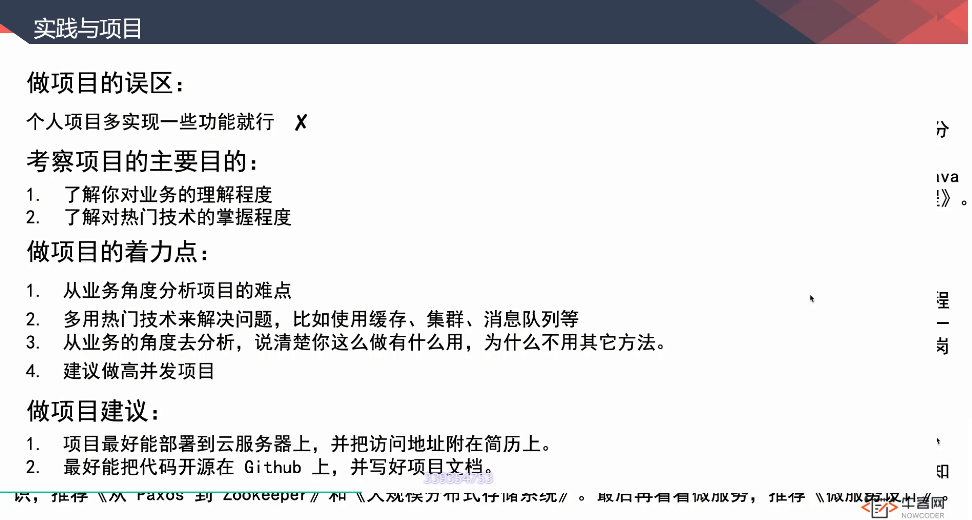 实践与项目
做项目的误区：
个人项目多实现一些功能就行 ✗
分
考察项目的主要目的：
1. 了解你对业务的理解程度
ava
2. 了解对热门技术的掌握程度
》。
做项目的着力点：
1. 从业务角度分析项目的难点
程
2. 多用热门技术来解决问题，比如使用缓存、集群、消息队列等
一
3. 从业务的角度去分析，说清楚你这么做有什么用，为什么不用其它方法。
岗
4. 建议做高并发项目
做项目建议：
1. 项目最好能部署到云服务器上，并把访问地址附在简历上。
2. 最好能把代码开源在 Github 上，并写好项目文档。
知
识，推荐《从 Paxos 到 Zookeeper》和《大规模分布式存储系统》。最后再看看微服务，推荐《微服务设计》。
牛客网
NOWCODER